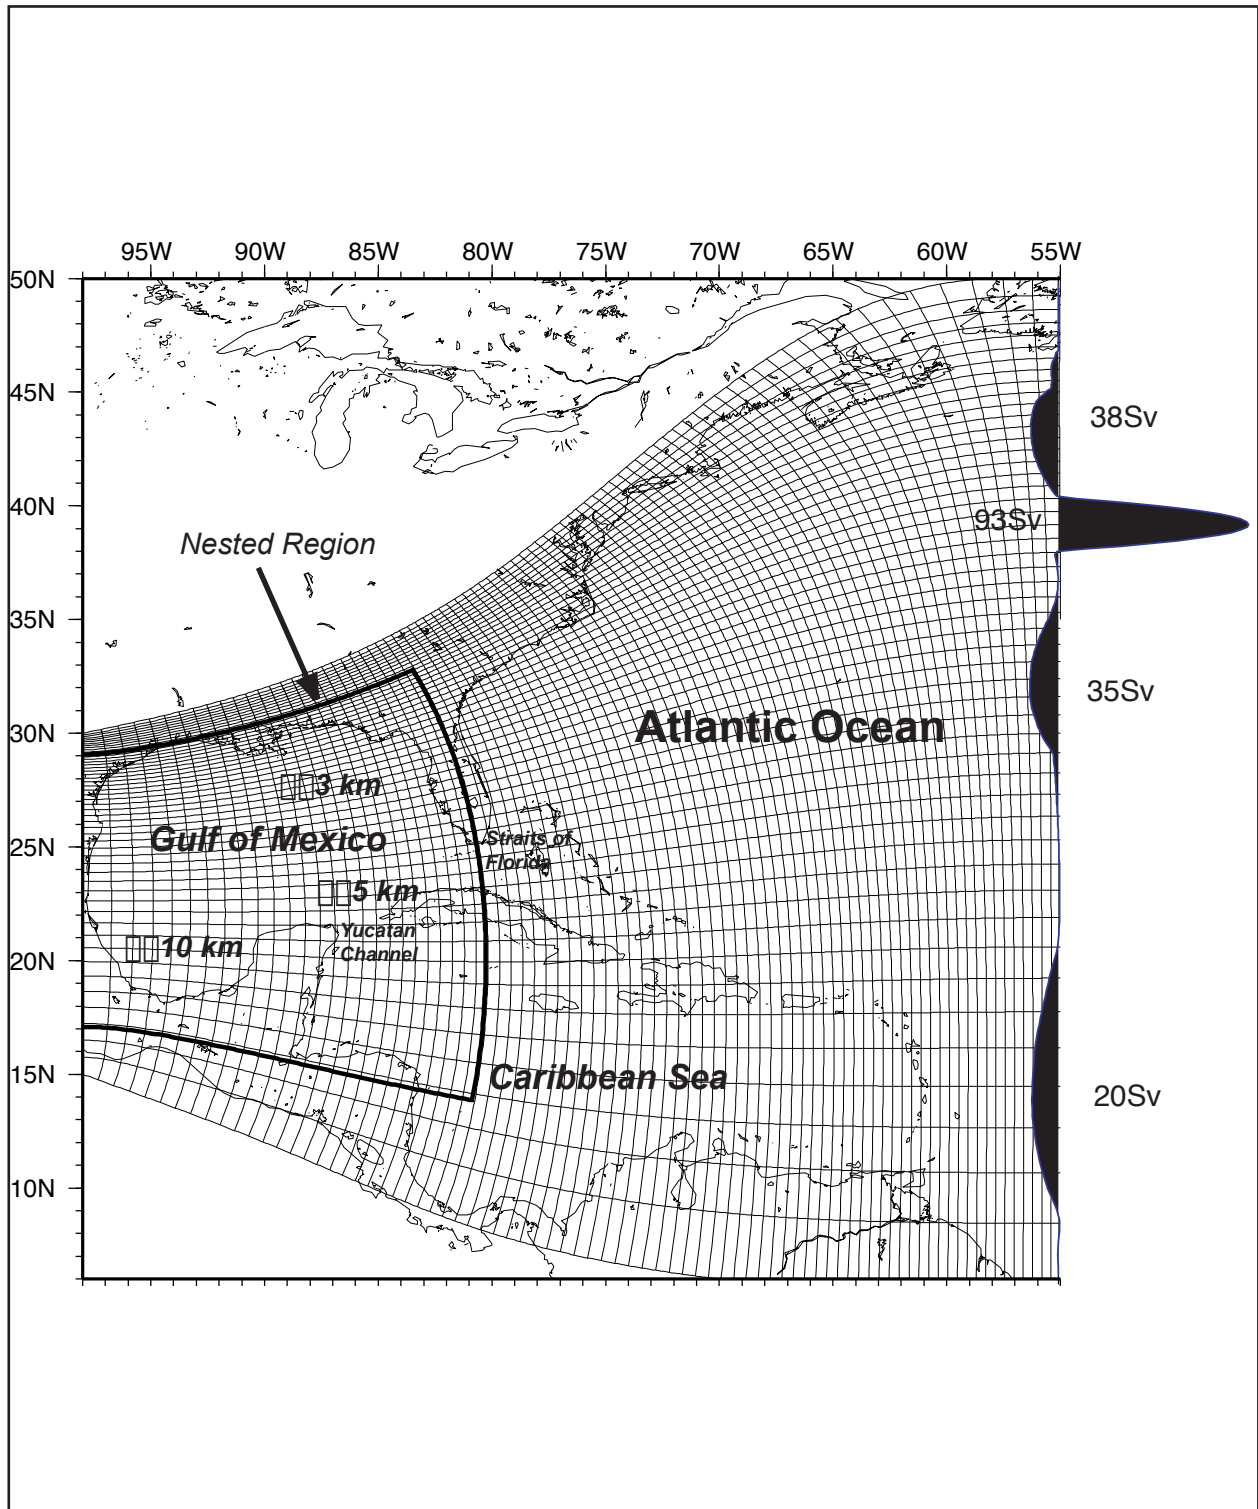 95W 90W 85W 80W 75W 70W 65W 60W 55W
50N
45N
38Sv
40N
93Sv
Nested Region
35N
35Sv
Atlantic Ocean
30N
3 km
Gulf of Mexico
25N
Straits of
Florida
5 km
Yucatan
Channel
10 km
20N
15N
Caribbean Sea
20Sv
10N